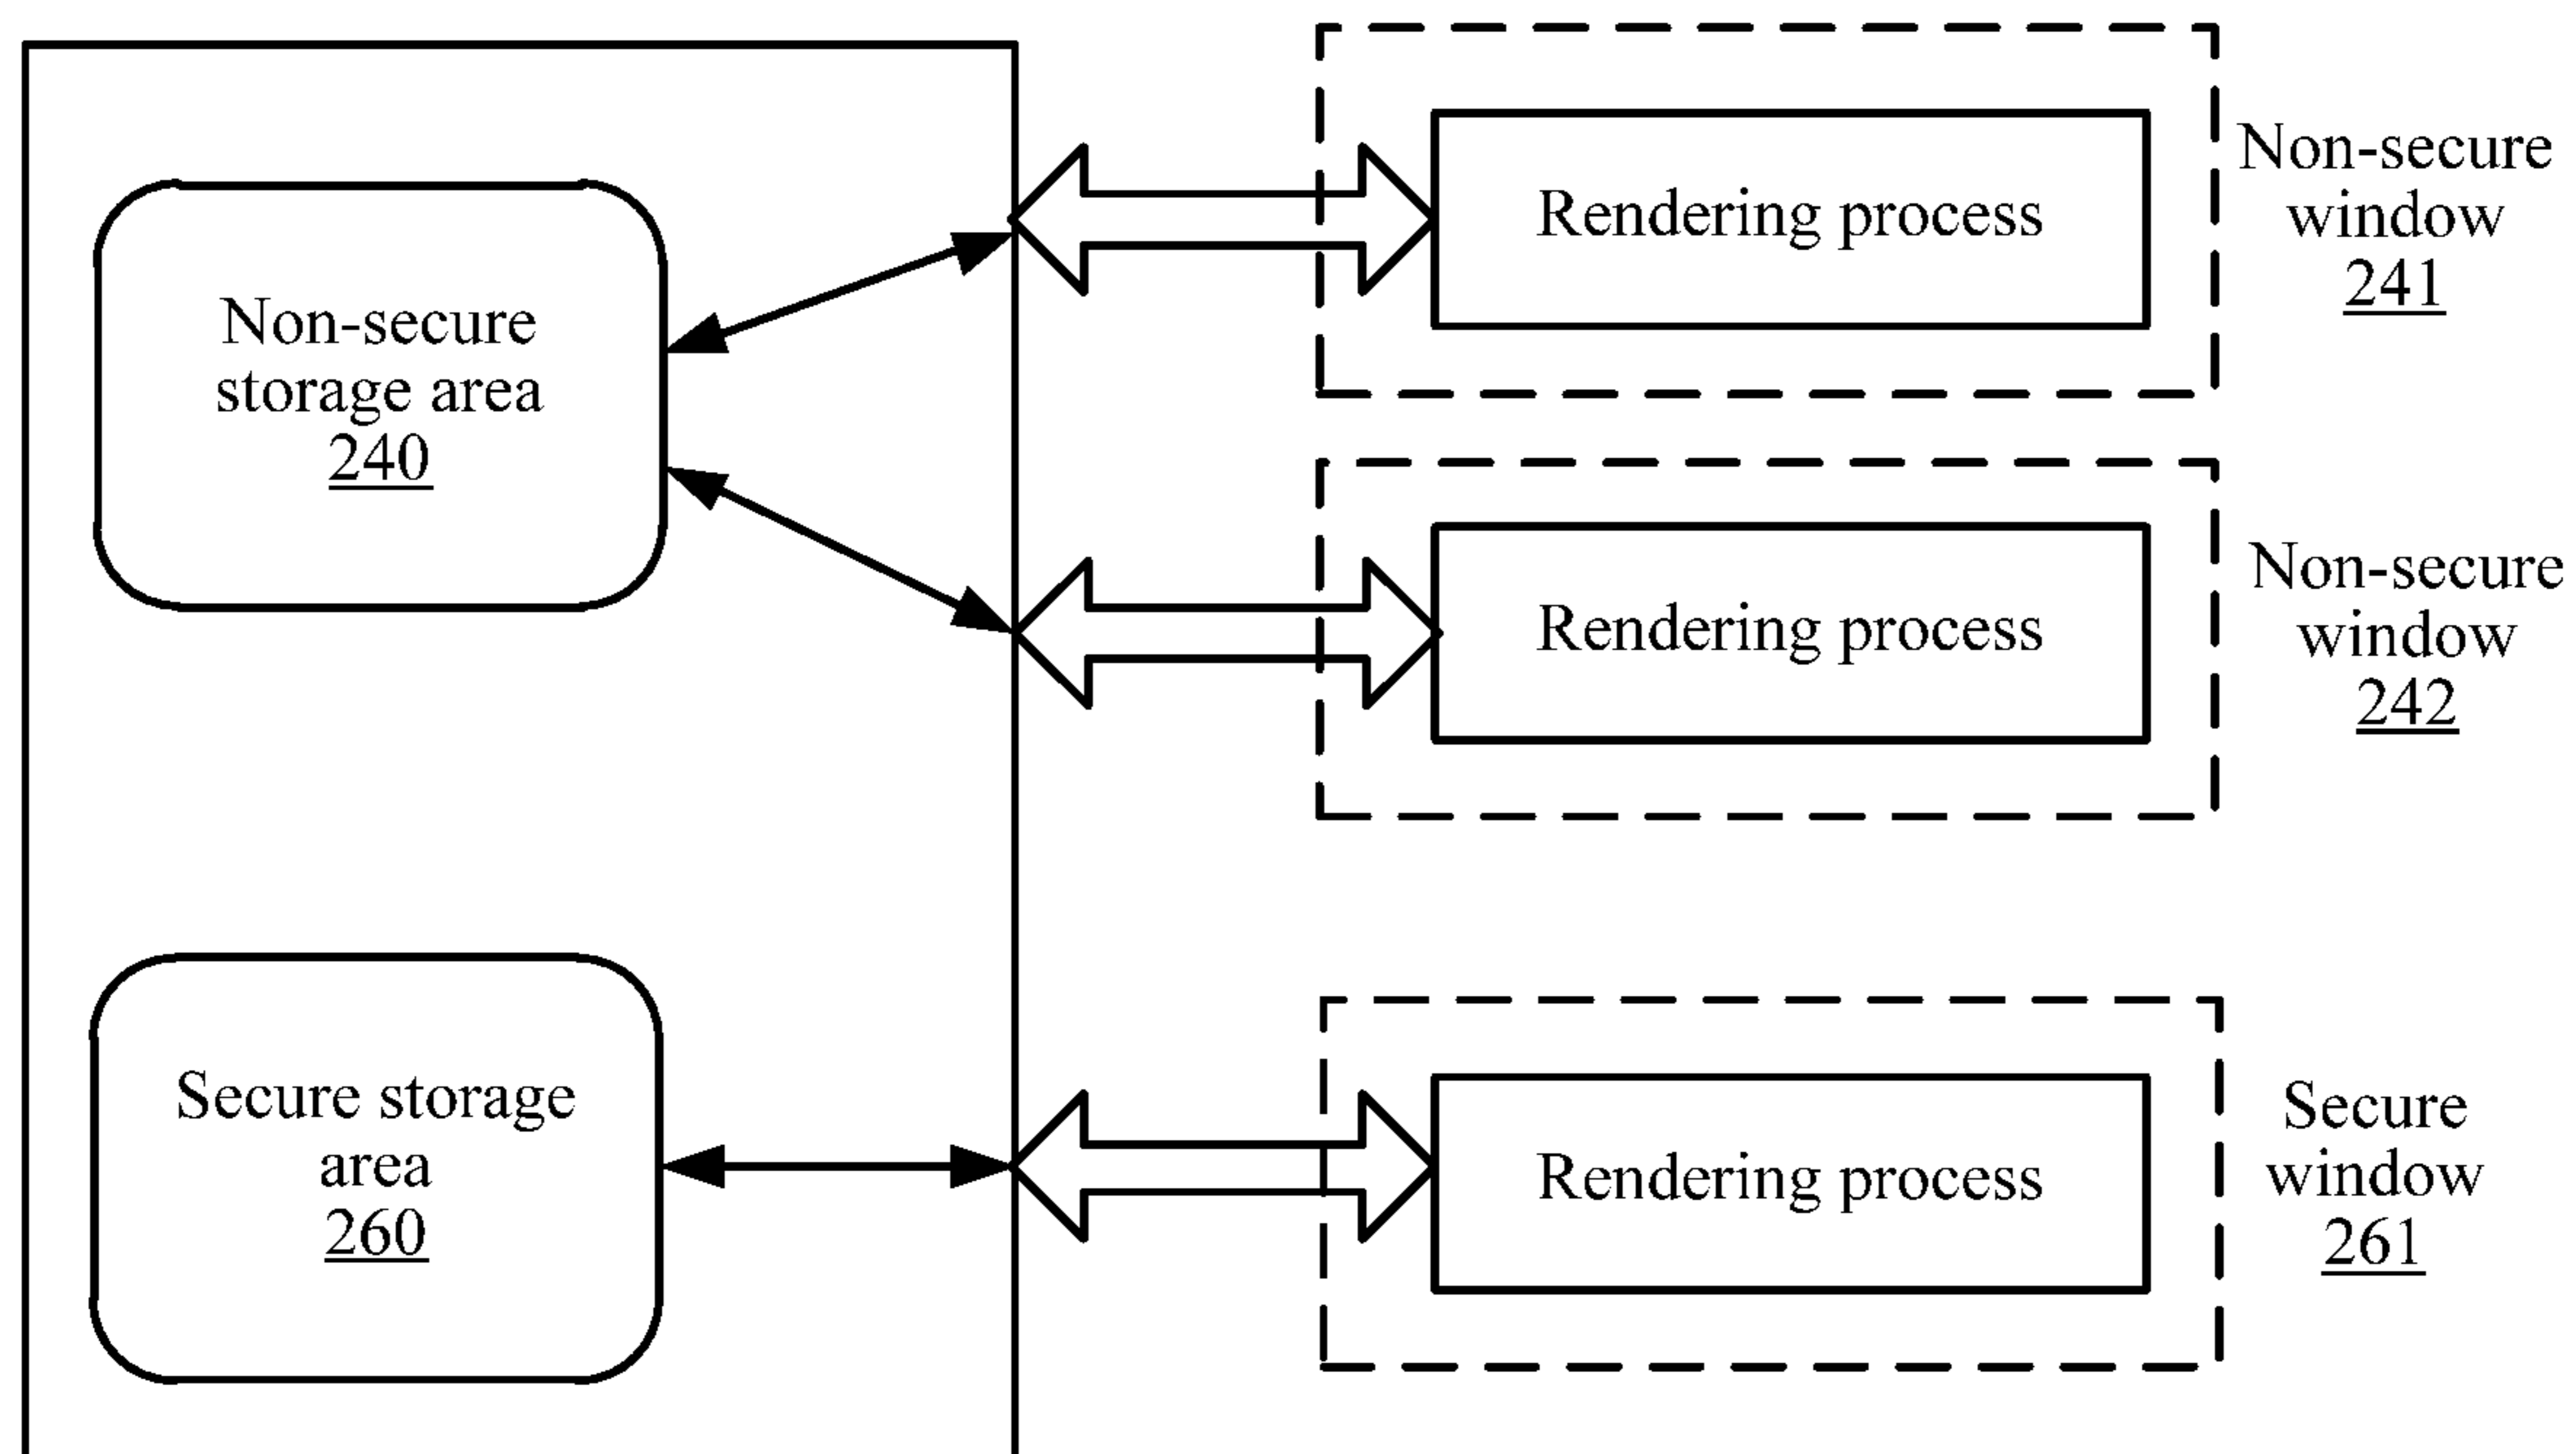 Non-secure
storage area
240
Rendering process
Non-secure
window
241
Rendering process
Non-secure
window
242
Secure storage
area
260
Rendering process
Secure
window
261